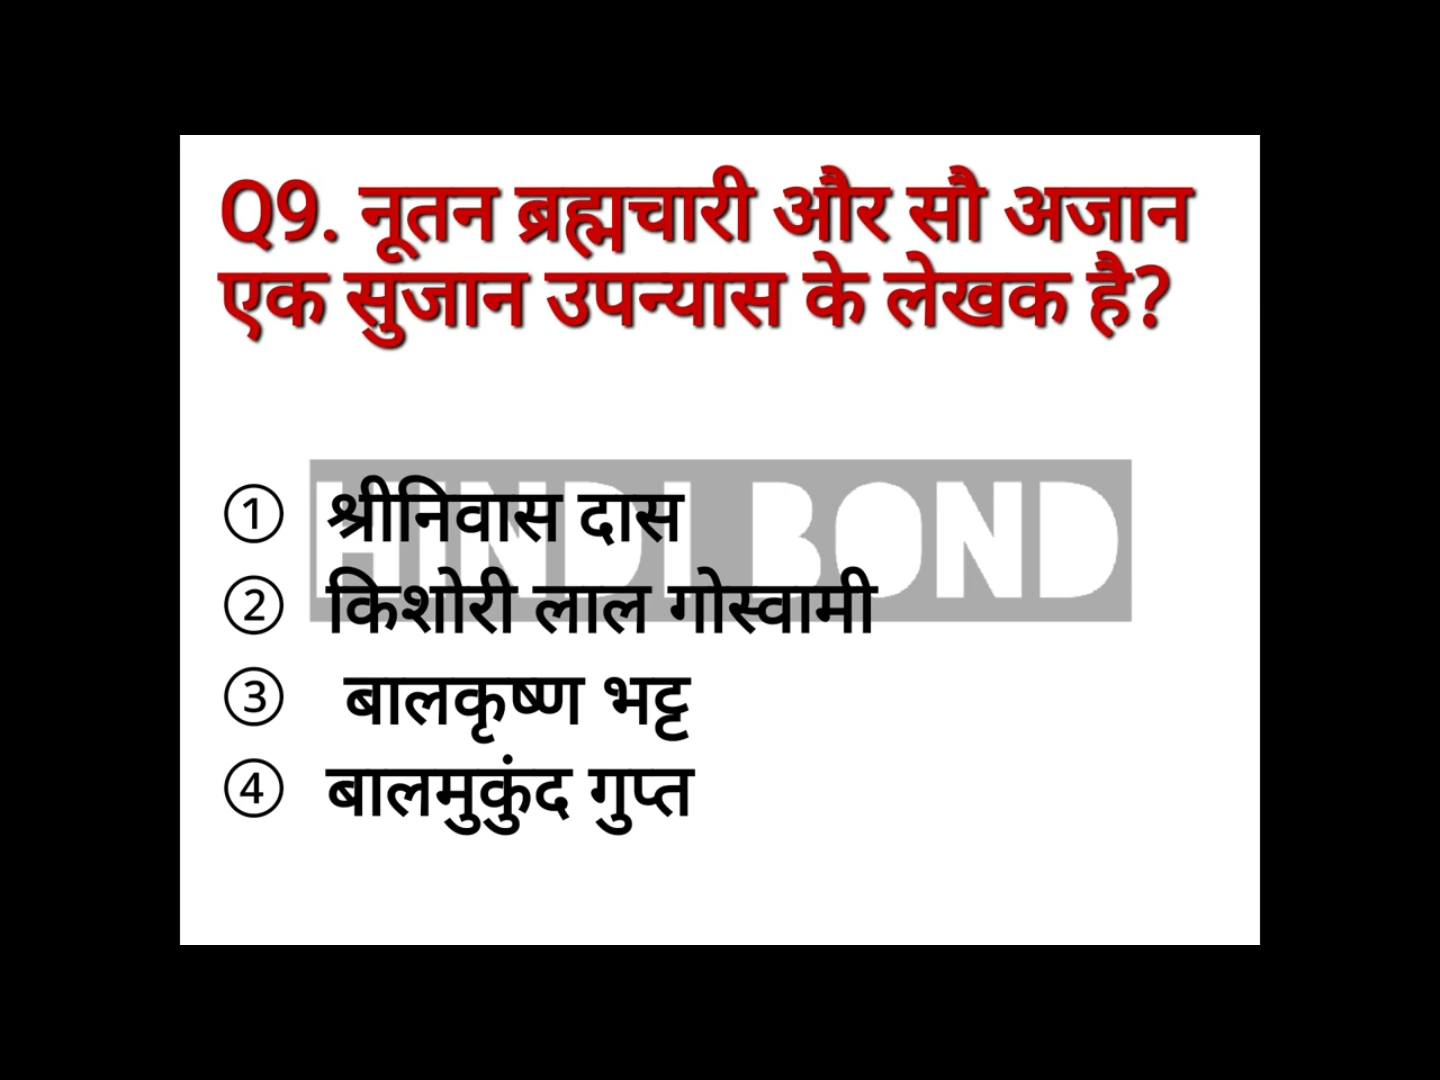 Q9. नूतन ब्रह्मचारी और सौ अजान
एक सुजान उपन्यास के लेखक है?
HINDI BOND
① श्रीनिवास दास
② किशोरी लाल गोस्वामी
③ बालकृष्ण भट्ट
④ बालमुकुंद गुप्त